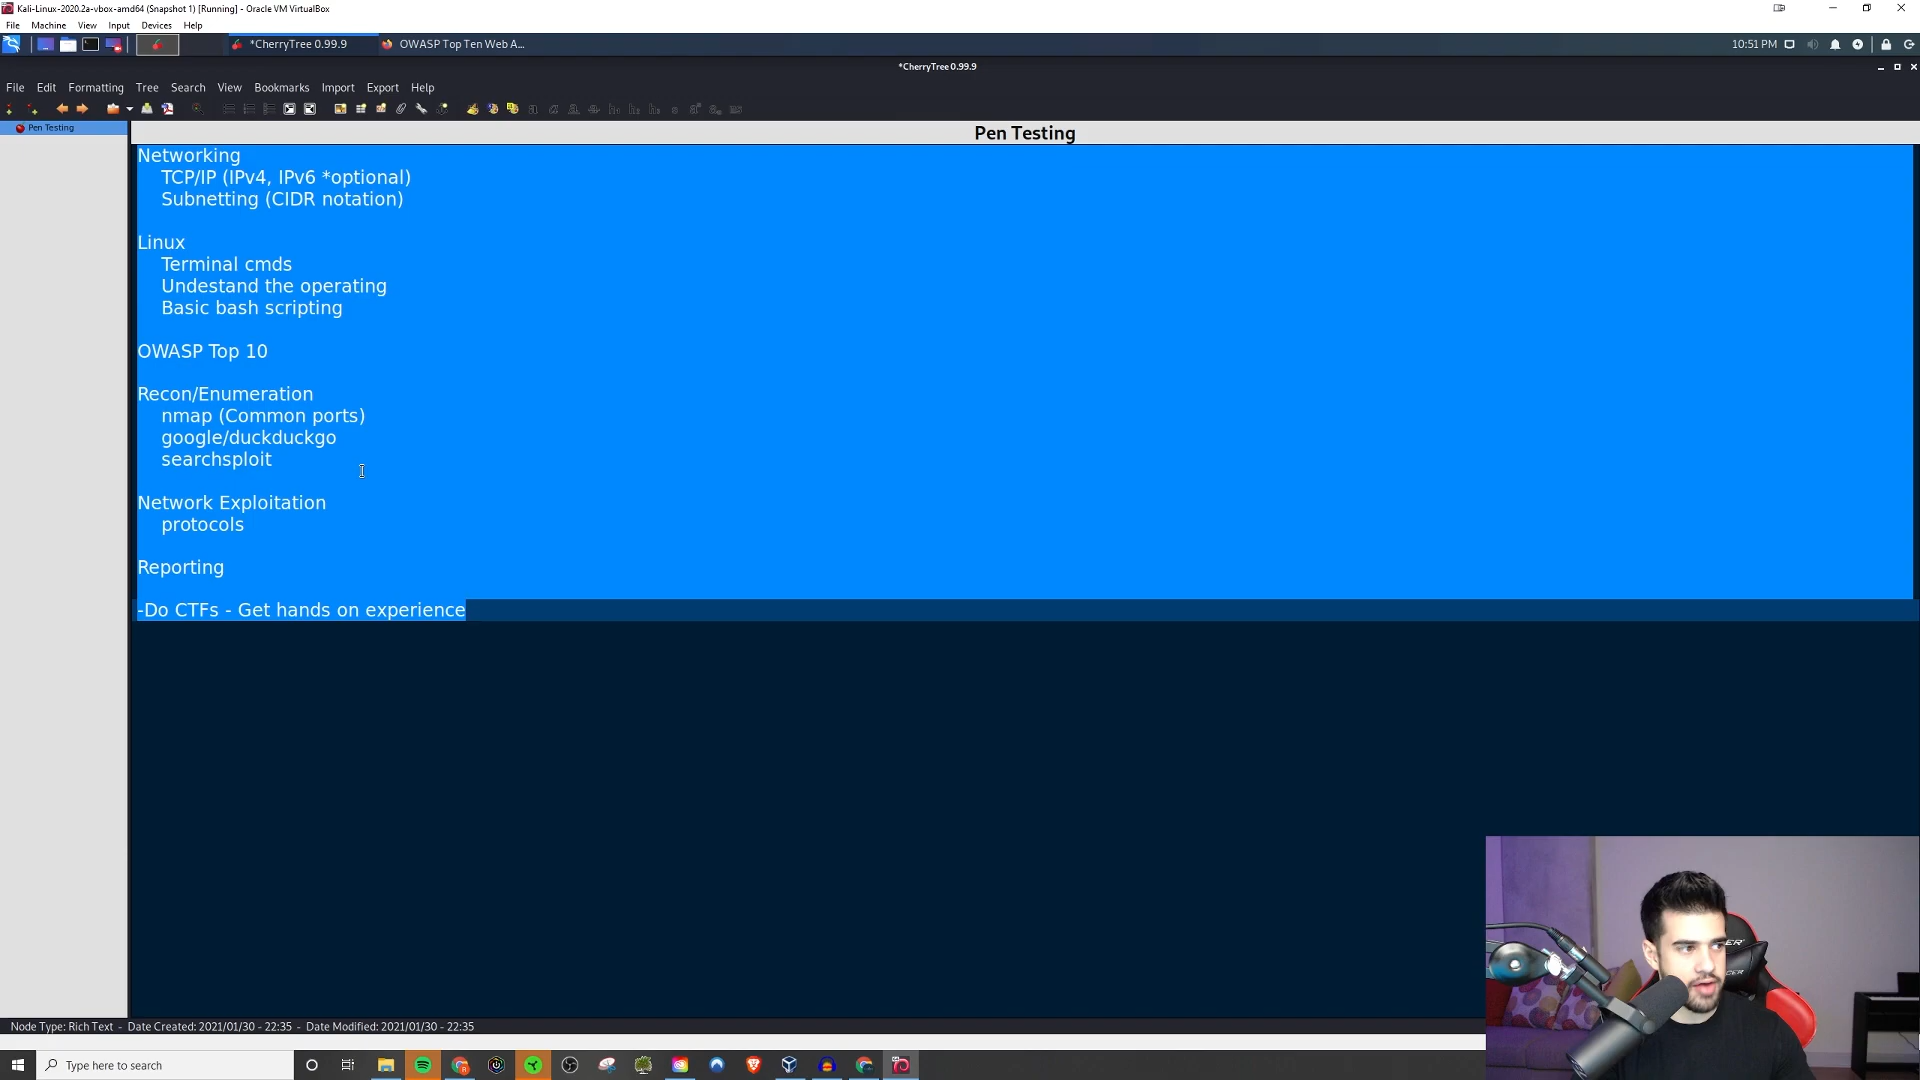 Kali-Linux-2020.2a-vbox-amd64 (Snapshot 1) [Running] - Oracle VM VirtualBox
File Machine View Input Devices Help
*CherryTree 0.99.9
OWASP Top Ten Web A...
10:51 PM
*CherryTree 0.99.9
File Edit Formatting Tree Search View Bookmarks Import Export Help
Pen Testing
Pen Testing
Networking
TCP/IP (IPv4, IPv6 *optional)
Subnetting (CIDR notation)
Linux
Terminal cmds
Undestand the operating
Basic bash scripting
OWASP Top 10
Recon/Enumeration
nmap (Common ports)
google/duckduckgo
searchsploit
Network Exploitation
protocols
Reporting
-Do CTFs - Get hands on experience
Node Type: Rich Text - Date Created: 2021/01/30 - 22:35 - Date Modified: 2021/01/30 - 22:35
Type here to search